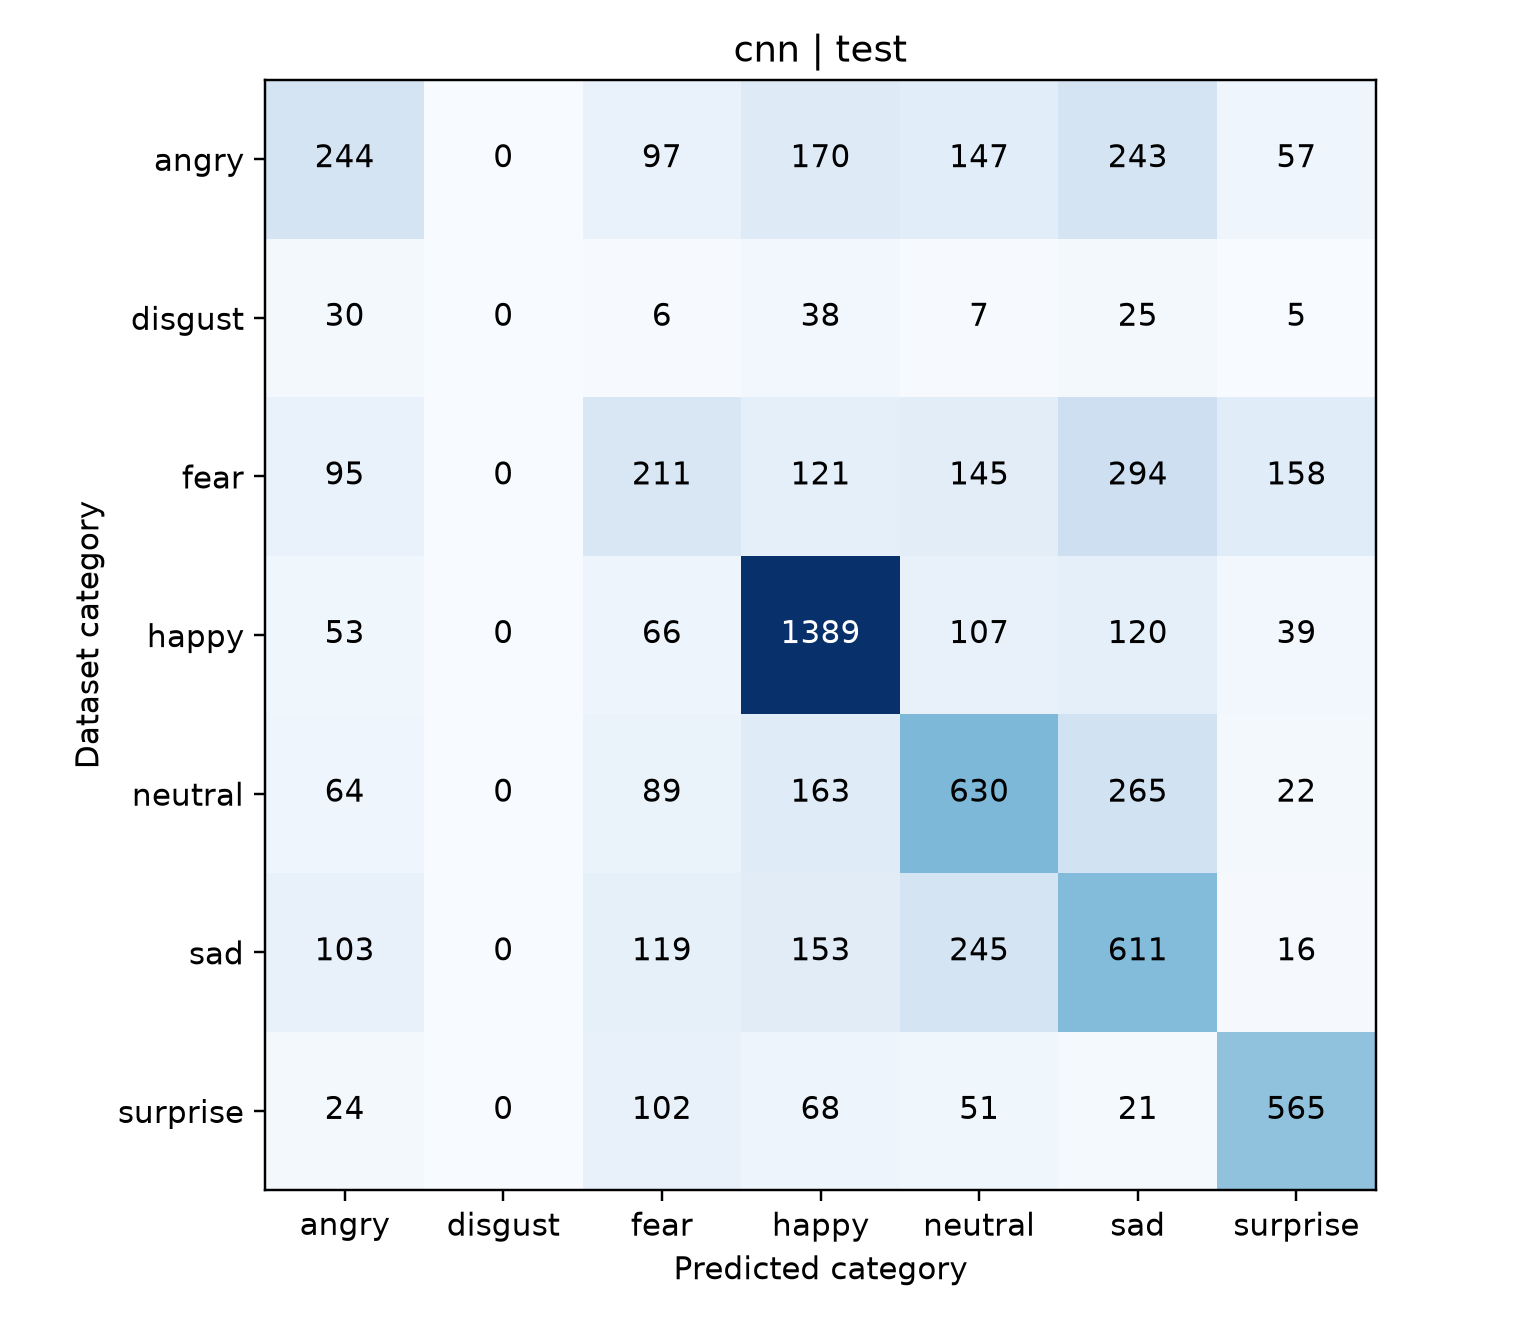 cnn | test
Dataset category
angry 244 0 97 170 147 243 57
disgust 30 0 6 38 7 25 5
fear 95 0 211 121 145 294 158
happy 53 0 66 1389 107 120 39
neutral 64 0 89 163 630 265 22
sad 103 0 119 153 245 611 16
surprise 24 0 102 68 51 21 565
angry disgust fear happy neutral sad surprise
Predicted category